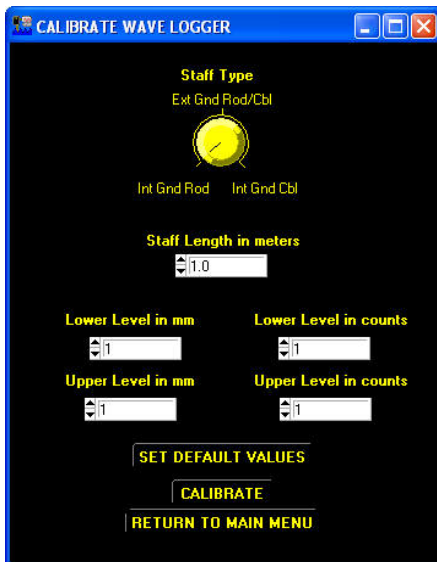 CALIBRATE WAVE LOGGER
Staff Type
Ext Gnd Rod/Cbl
Int Gnd Rod Int Gnd Cbl
Staff Length in meters
1.0
Lower Level in mm Lower Level in counts
1 1
Upper Level in mm Upper Level in counts
1 1
SET DEFAULT VALUES
CALIBRATE
RETURN TO MAIN MENU